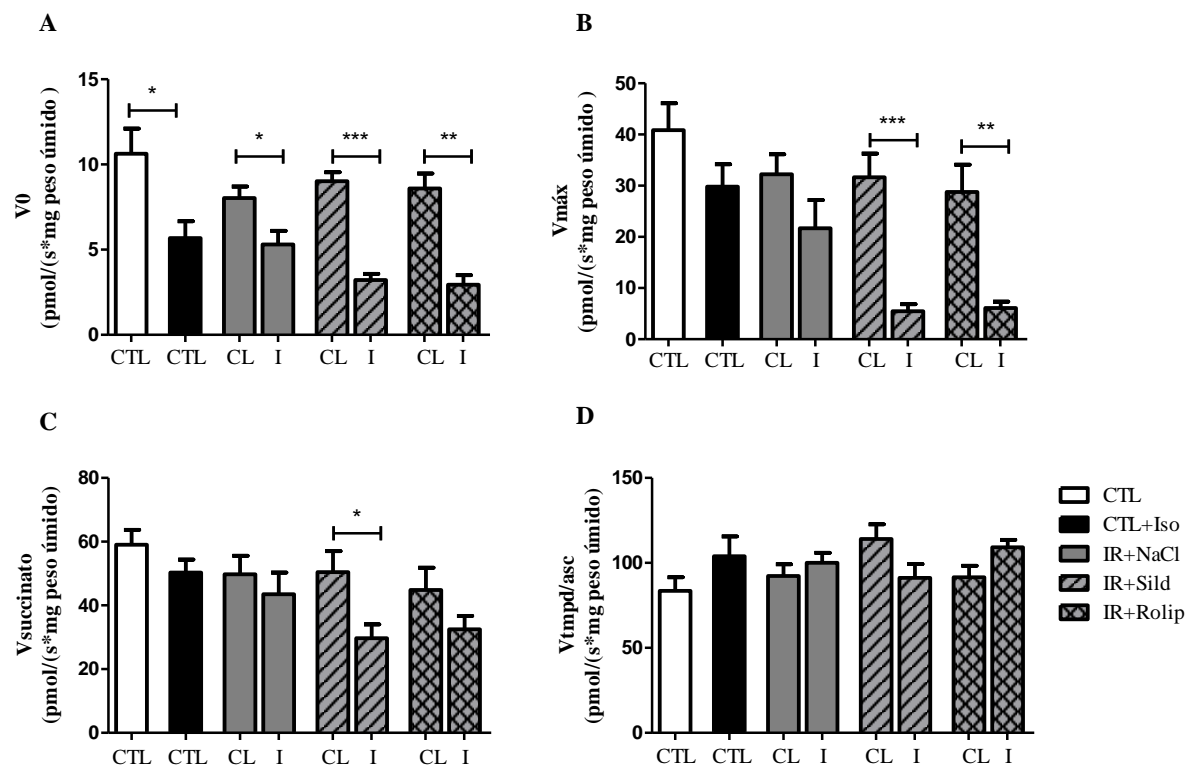 A
V0
(pmol/(s*mg peso úmido )
15
10
5
0
*
*
***
**
CTL
CTL
CL
I
CL
I
CL
I
B
Vmáx
(pmol/(s*mg peso úmido )
50
40
30
20
10
0
***
**
CTL
CTL
CL
I
CL
I
CL
I
C
Vsuccinato
(pmol/(s*mg peso úmido)
80
60
40
20
0
*
CTL
CTL
CL
I
CL
I
CL
I
D
Vtmpd/asc
(pmol/(s*mg peso úmido)
150
100
50
0
CTL
CTL
CL
I
CL
I
CL
I
CTL
CTL+Iso
IR+NaCl
IR+Sild
IR+Rolip